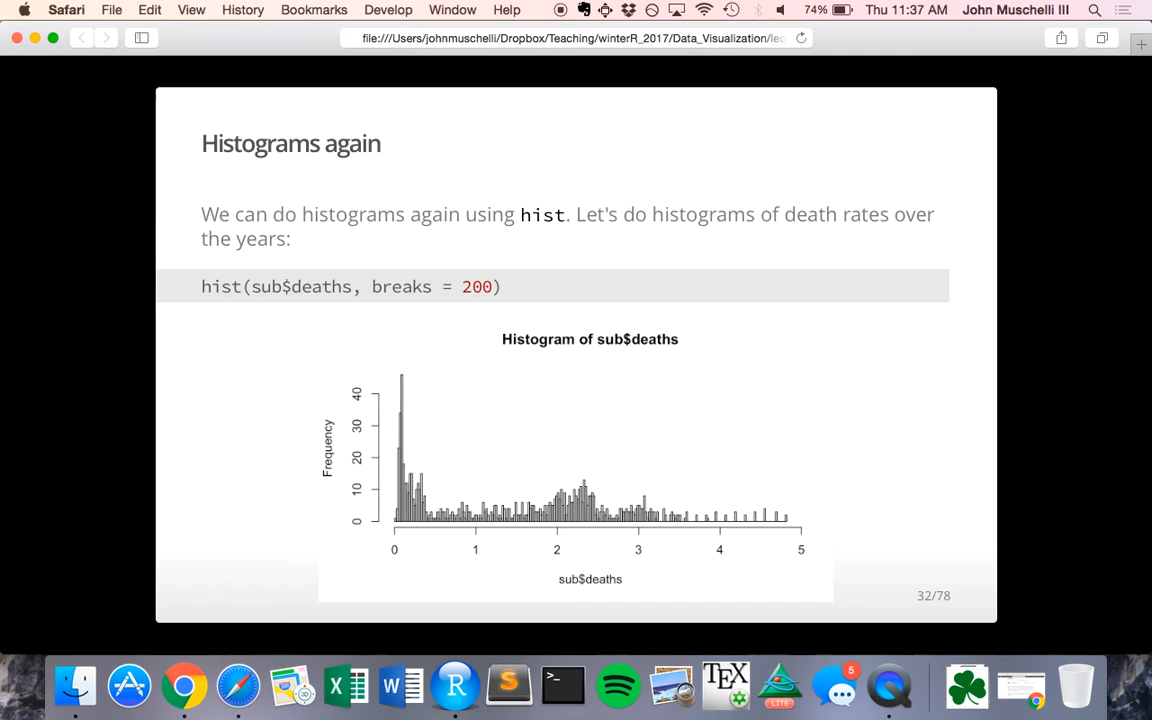 Safari File Edit View History Bookmarks Develop Window Help 74% Thu 11:37 AM John Muschelli III
file:///Users/johnmuschelli/Dropbox/Teaching/winterR_2017/Data_Visualization/lec
Histograms again
We can do histograms again using hist. Let's do histograms of death rates over
the years:
hist(sub$deaths, breaks = 200)
Histogram of sub$deaths
Frequency
40
30
20
10
0
0 1 2 3 4 5
sub$deaths
32/78
X W R S >_ TEX LITE 5